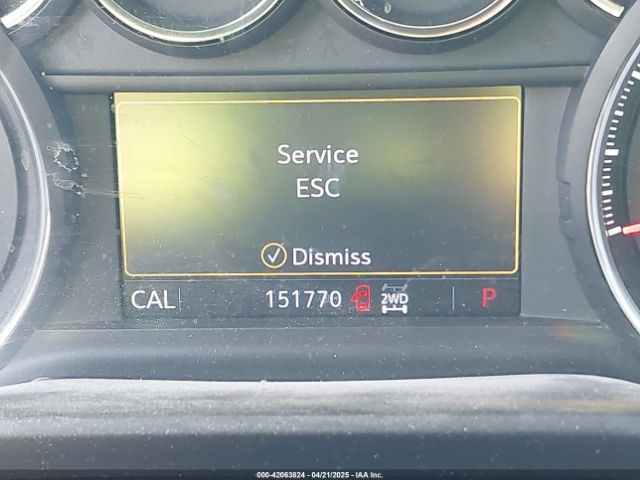 Service
ESC
Dismiss
CAL 151770 2WD P
000-42063824 - 04/21/2025 - IAA Inc.